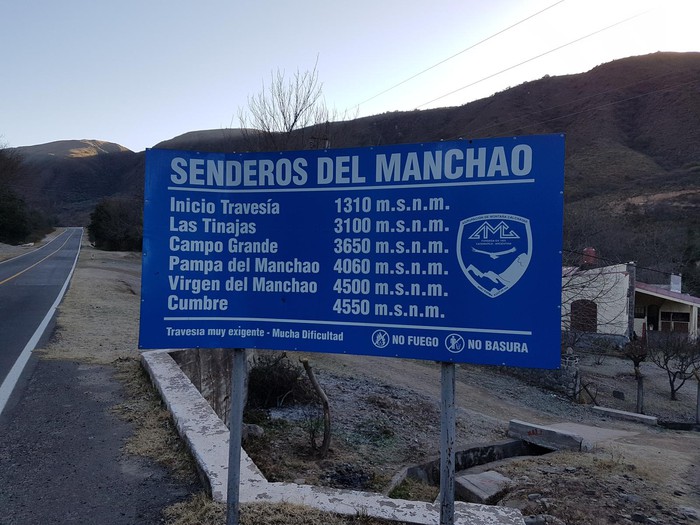 SENDEROS DEL MANCHAO
Inicio Travesía 1310 m.s.n.m.
Las Tinajas 3100 m.s.n.m.
Campo Grande 3650 m.s.n.m.
Pampa del Manchao 4060 m.s.n.m.
Virgen del Manchao 4500 m.s.n.m.
Cumbre 4550 m.s.n.m.
Travesia muy exigente - Mucha Dificultad NO FUEGO NO BASURA